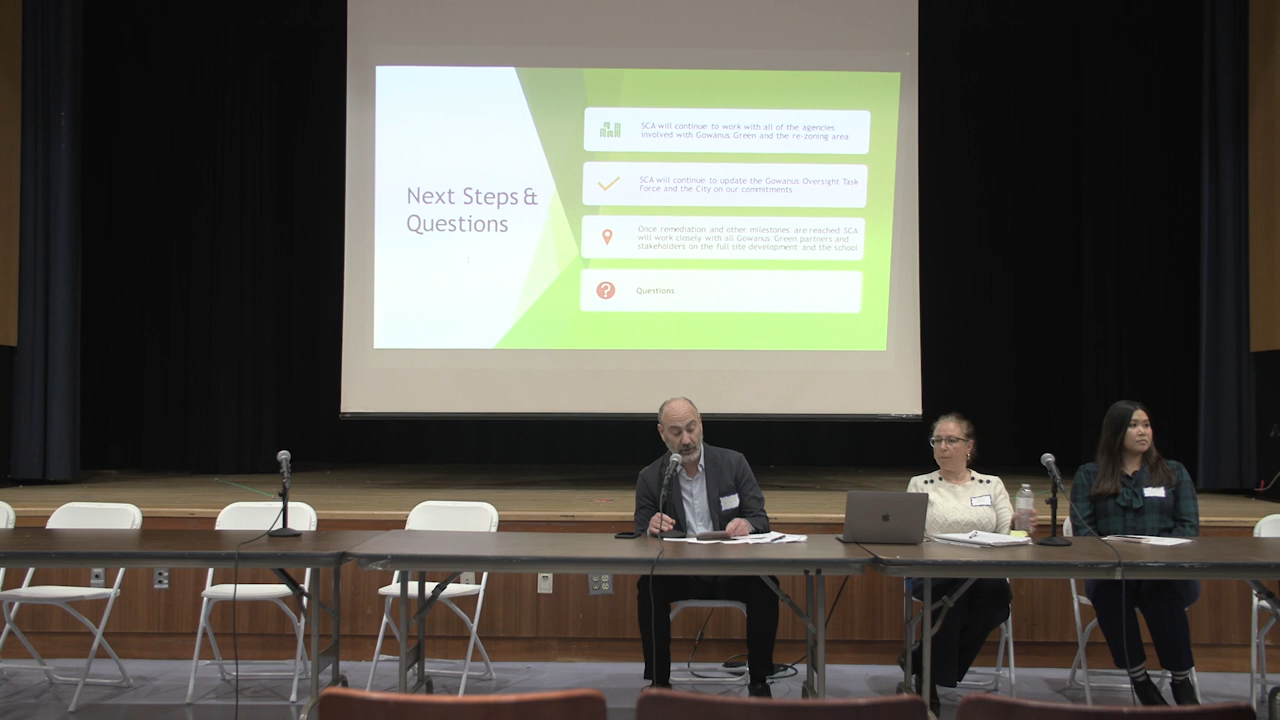 Next Steps &
Questions
SCA will continue to work with all of the agencies
involved with Gowanus Green and the re-zoning area
SCA will continue to update the Gowanus Oversight Task
Force and the City on our commitments
Once remediation and other milestones are reached SCA
will work closely with all Gowanus Green partners and
stakeholders on the full site development and the school
?
Questions